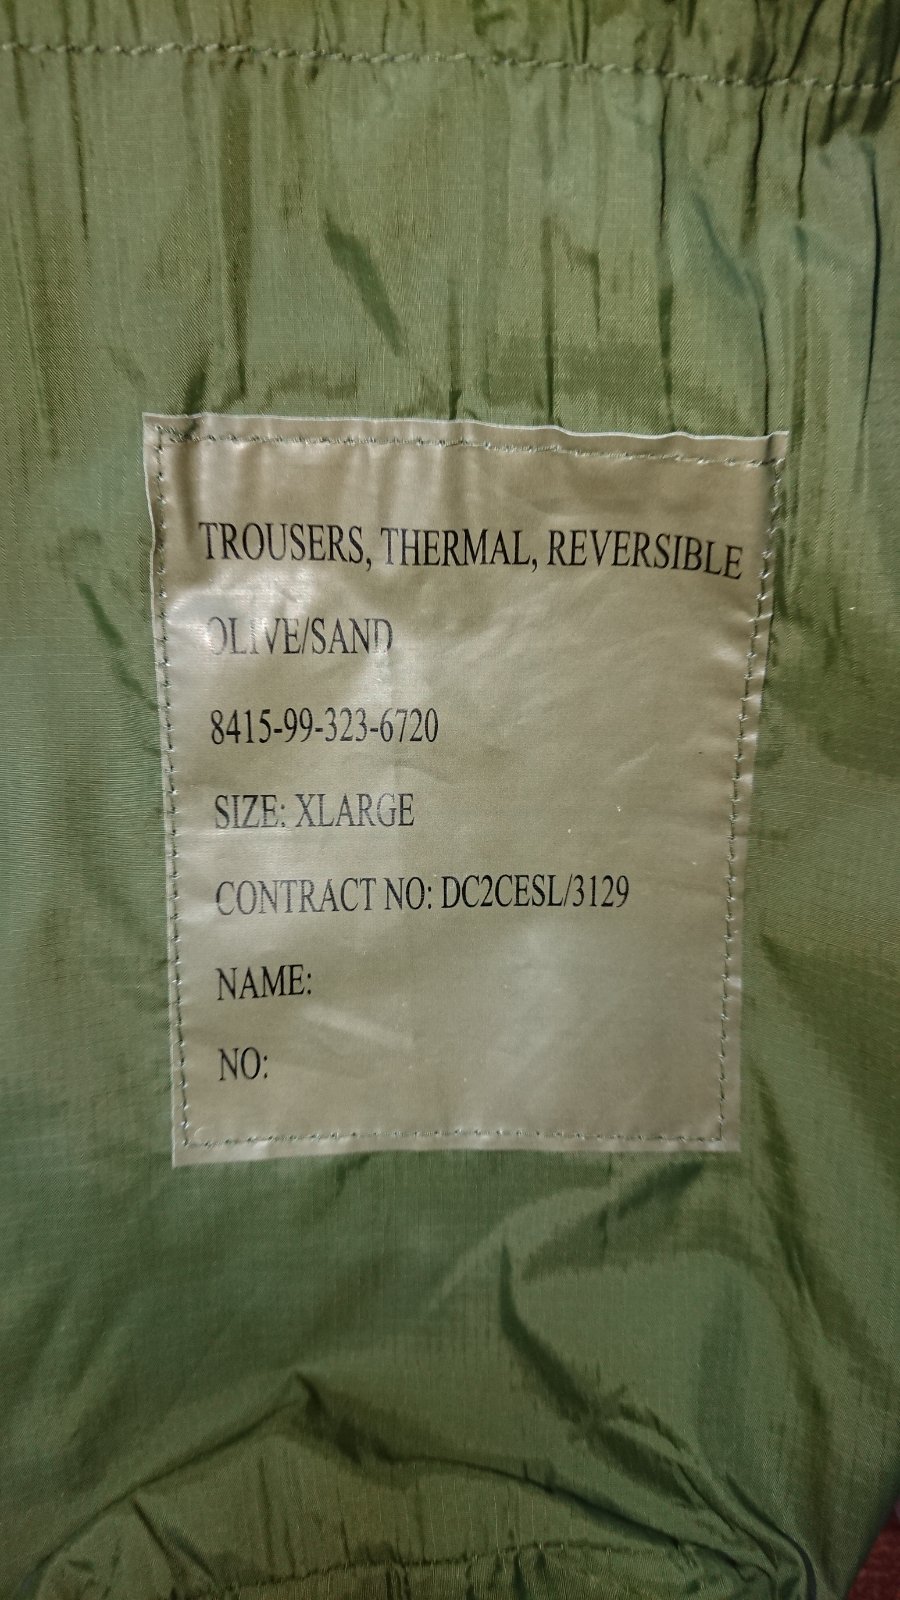 TROUSERS, THERMAL, REVERSIBLE
OLIVE/SAND
8415-99-323-6720
SIZE: XLARGE
CONTRACT NO: DC2CESL/3129
NAME:
NO: